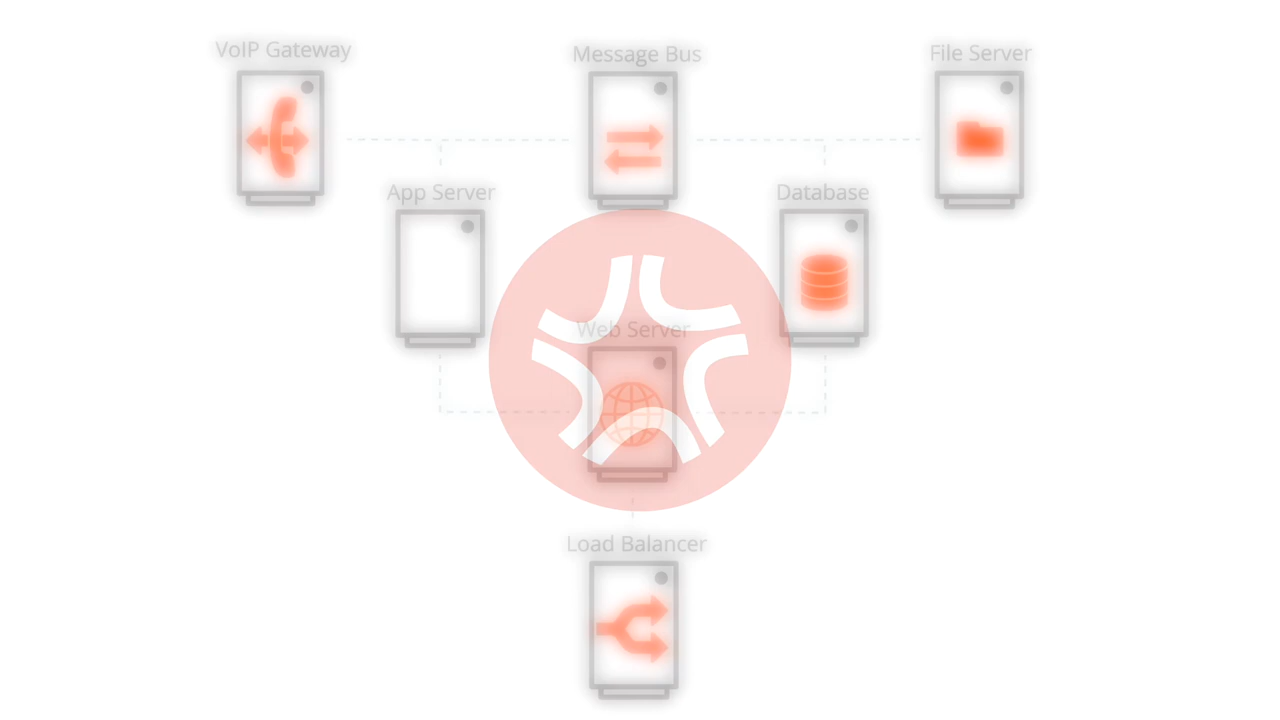 VoIP Gateway
Message Bus
File Server
App Server
Database
Web Server
Load Balancer